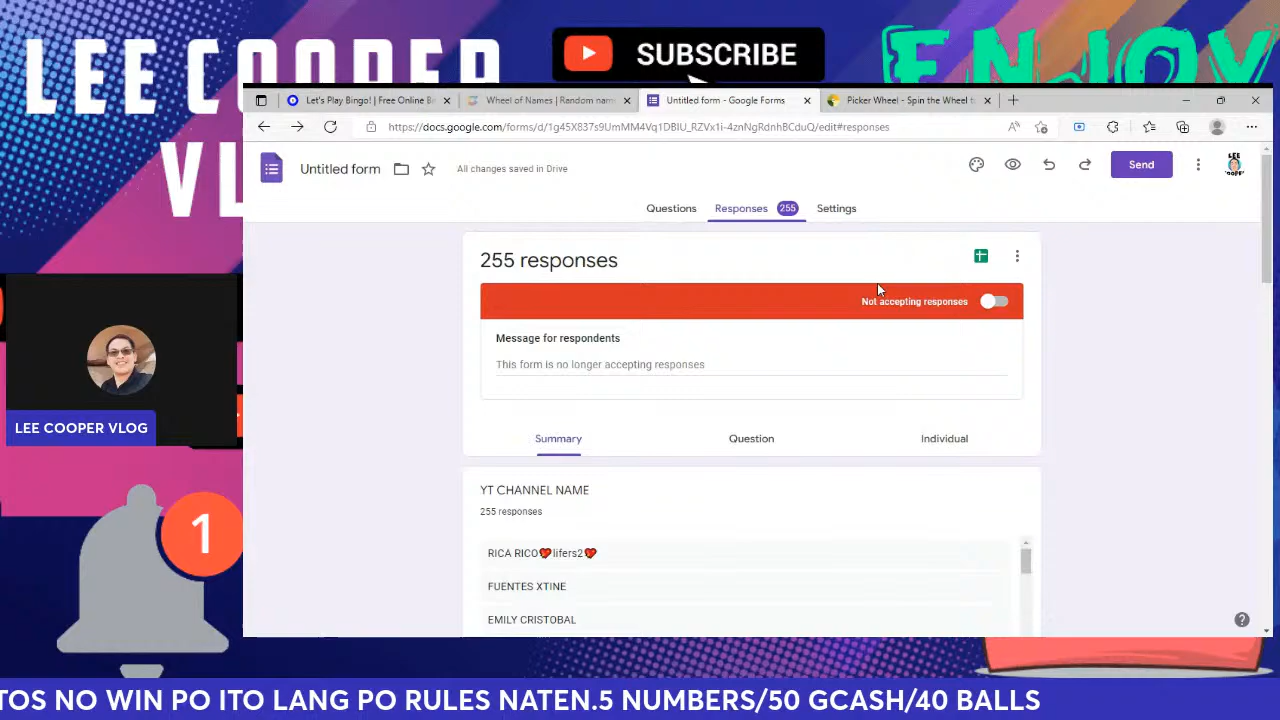 LEE COOPER
VL
SUBSCRIBE
ENJOY
Let's Play Bingo! | Free Online B
Wheel of Names | Random nam
Untitled form - Google Forms
Picker Wheel - Spin the Wheel t
https://docs.google.com/forms/d/1g45X837s9UmMM4Vq1DBIU_RZVx1i-4znNgRdnhBCduQ/edit#responses
Untitled form
All changes saved in Drive
Send
LEE
COOPER
Questions
Responses 255
Settings
255 responses
Not accepting responses
Message for respondents
This form is no longer accepting responses
Summary
Question
Individual
YT CHANNEL NAME
255 responses
RICA RICO❤️lifers2❤️
FUENTES XTINE
EMILY CRISTOBAL
LEE COOPER VLOG
1
TOS NO WIN PO ITO LANG PO RULES NATEN.5 NUMBERS/50 GCASH/40 BALLS